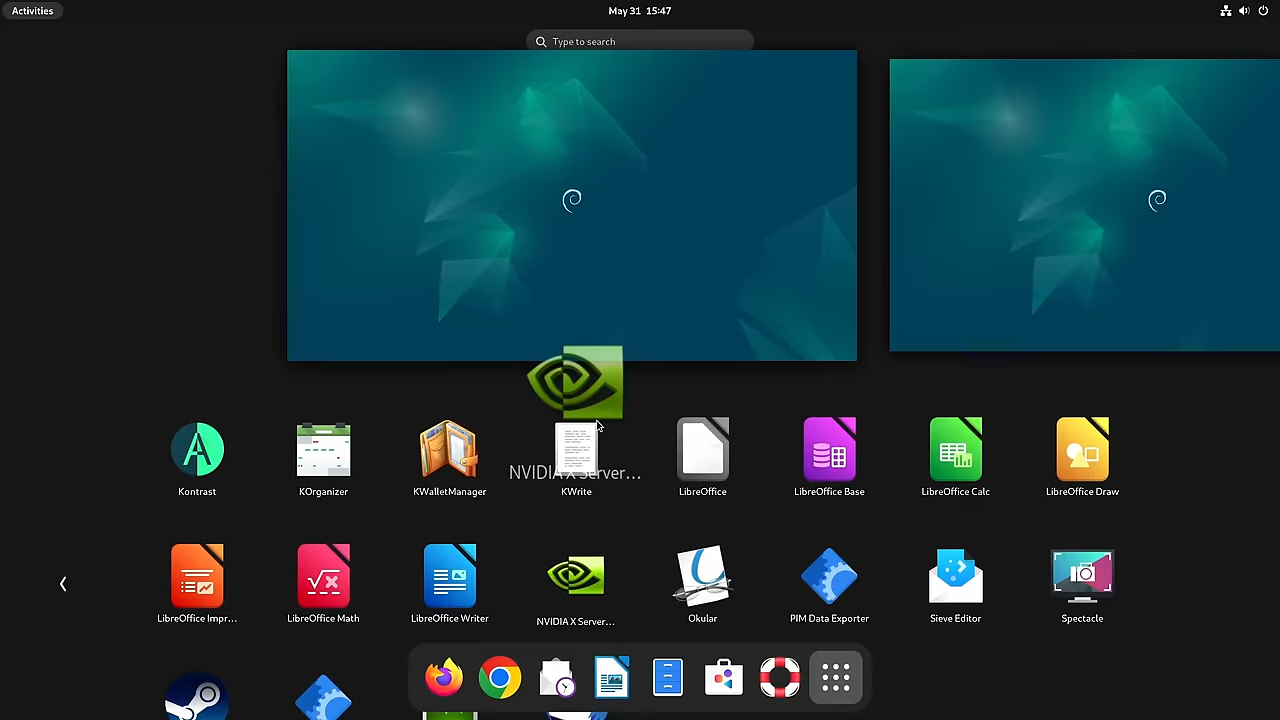 Activities
May 31 15:47
Type to search
NVIDIA X Server...
Kontrast
KOrganizer
KWalletManager
KWrite
LibreOffice
LibreOffice Base
LibreOffice Calc
LibreOffice Draw
LibreOffice Impr...
LibreOffice Math
LibreOffice Writer
NVIDIA X Server...
Okular
PIM Data Exporter
Sieve Editor
Spectacle